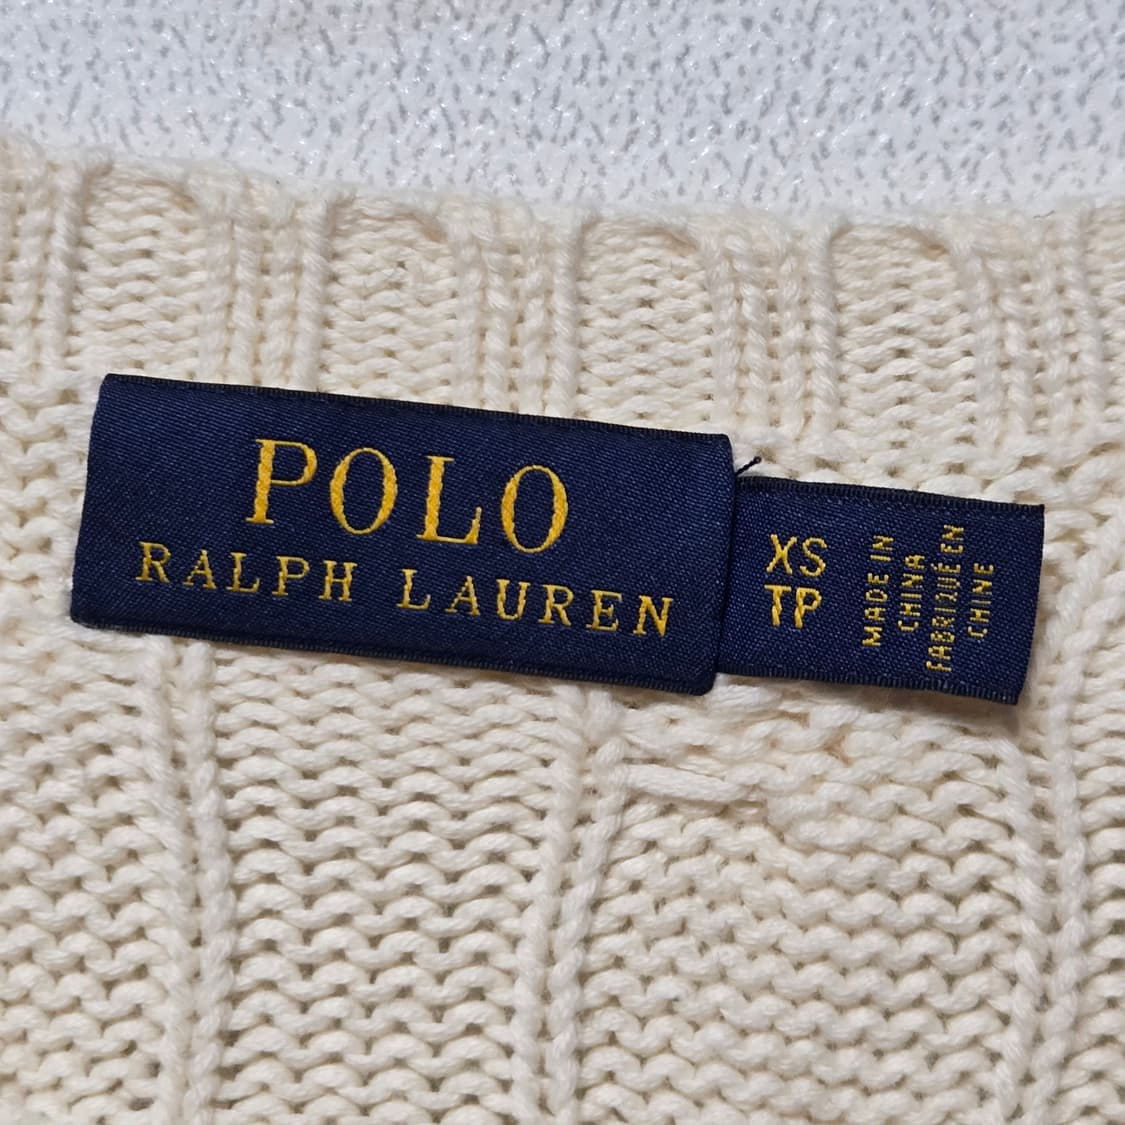 POLO
RALPH LAUREN
XS
TP
MADE IN
CHINA
FABRIQUÉ EN
CHINE